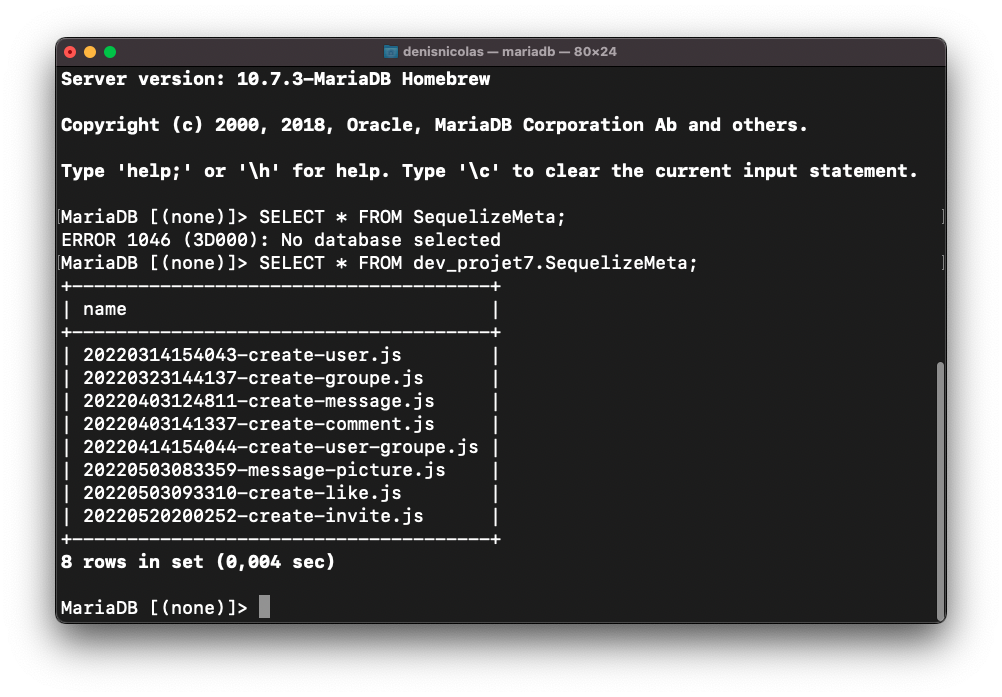 denisnicolas — mariadb — 80×24
Server version: 10.7.3-MariaDB Homebrew
Copyright (c) 2000, 2018, Oracle, MariaDB Corporation Ab and others.
Type 'help;' or '\h' for help. Type '\c' to clear the current input statement.
[MariaDB [(none)]> SELECT * FROM SequelizeMeta; ]
ERROR 1046 (3D000): No database selected
[MariaDB [(none)]> SELECT * FROM dev_projet7.SequelizeMeta; ]
+--------------------------------------+
| name                                 |
+--------------------------------------+
| 20220314154043-create-user.js        |
| 20220323144137-create-groupe.js      |
| 20220403124811-create-message.js     |
| 20220403141337-create-comment.js     |
| 20220414154044-create-user-groupe.js |
| 20220503083359-message-picture.js    |
| 20220503093310-create-like.js        |
| 20220520200252-create-invite.js      |
+--------------------------------------+
8 rows in set (0,004 sec)
MariaDB [(none)]>